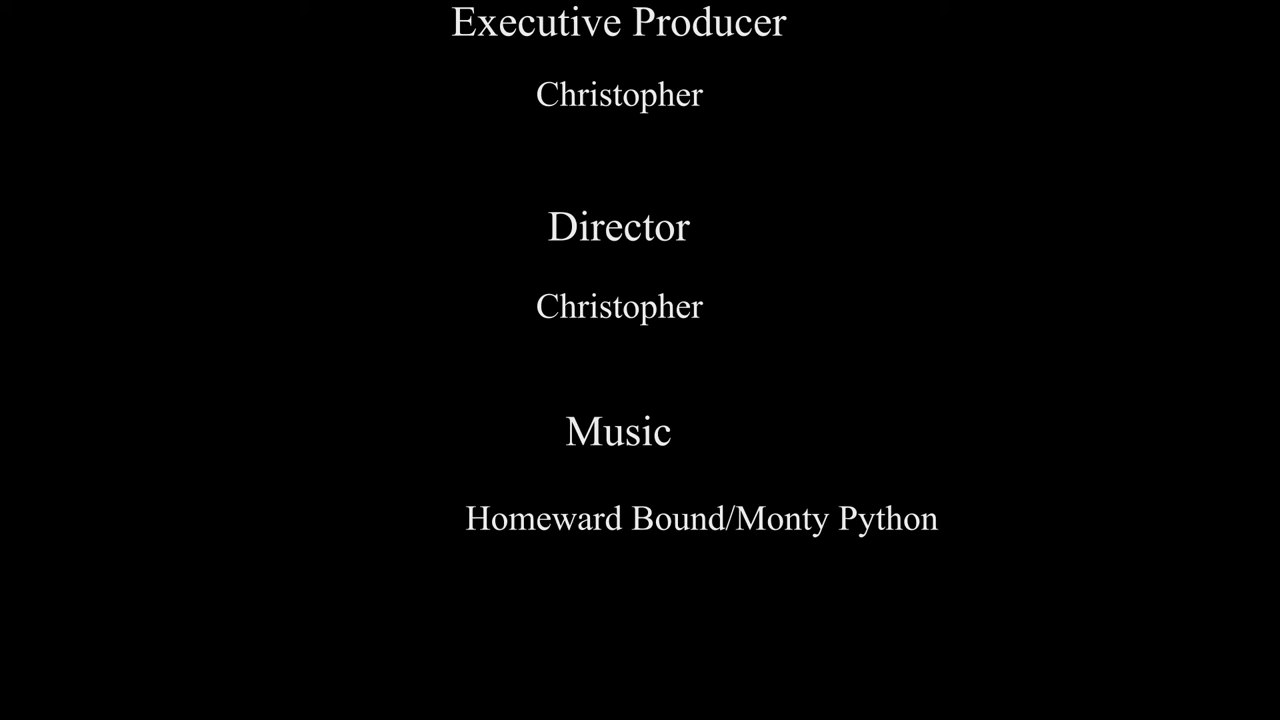 Executive Producer
Christopher
Director
Christopher
Music
Homeward Bound/Monty Python